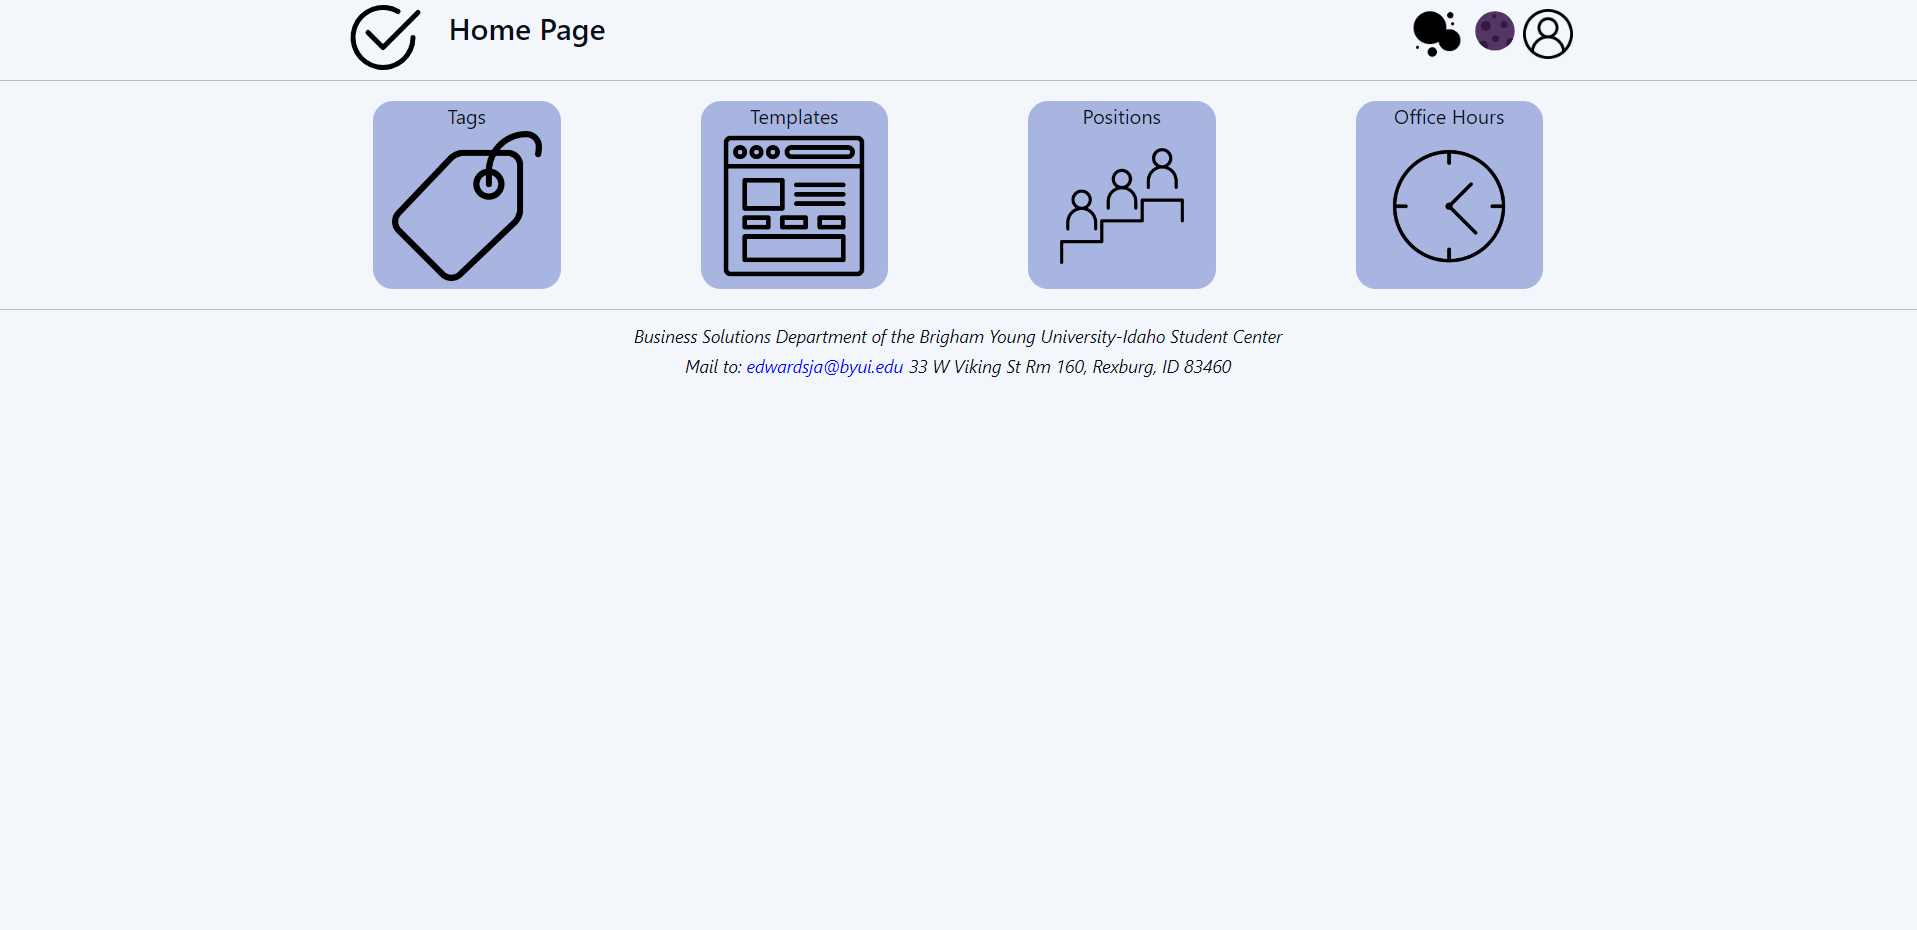 Home Page
Tags
Templates
Positions
Office Hours
Business Solutions Department of the Brigham Young University-Idaho Student Center
Mail to: edwardsja@byui.edu 33 W Viking St Rm 160, Rexburg, ID 83460